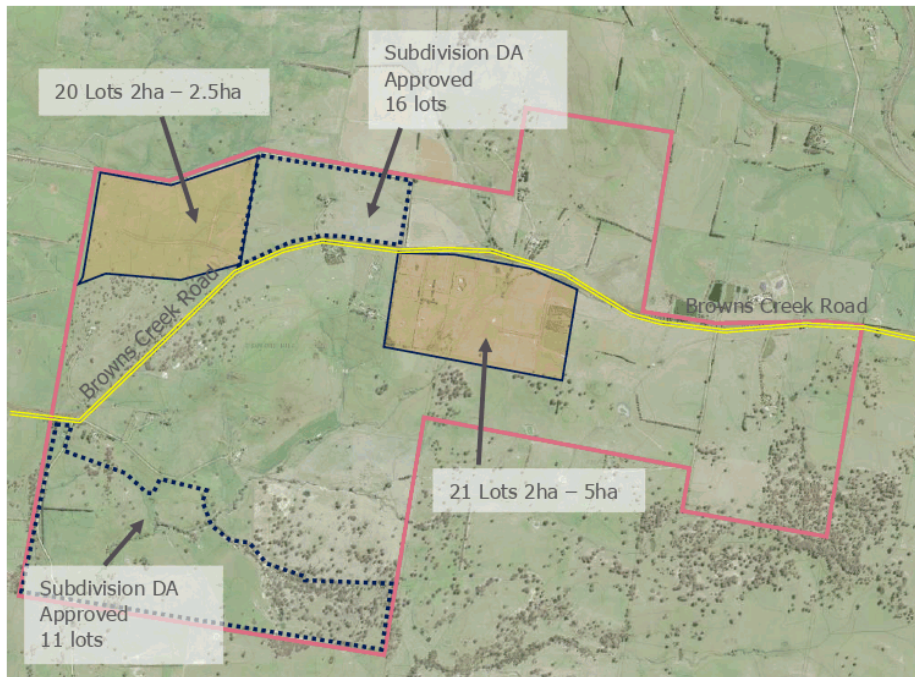 Subdivision DA
Approved
16 lots
20 Lots 2ha – 2.5ha
Browns Creek Road
Browns Creek Road
21 Lots 2ha – 5ha
Subdivision DA
Approved
11 lots